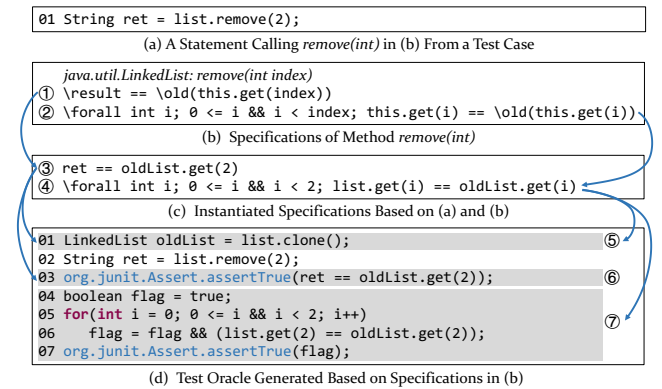 01 String ret = list.remove(2);
(a) A Statement Calling remove(int) in (b) From a Test Case
java.util.LinkedList: remove(int index)
① \result == \old(this.get(index))
② \forall int i; 0 <= i && i < index; this.get(i) == \old(this.get(i))
(b) Specifications of Method remove(int)
③ ret == oldList.get(2)
④ \forall int i; 0 <= i && i < 2; list.get(i) == oldList.get(i)
(c) Instantiated Specifications Based on (a) and (b)
01 LinkedList oldList = list.clone(); ⑤
02 String ret = list.remove(2);
03 org.junit.Assert.assertTrue(ret == oldList.get(2)); ⑥
04 boolean flag = true;
05 for(int i = 0; 0 <= i && i < 2; i++) ⑦
06 flag = flag && (list.get(2) == oldList.get(2));
07 org.junit.Assert.assertTrue(flag);
(d) Test Oracle Generated Based on Specifications in (b)